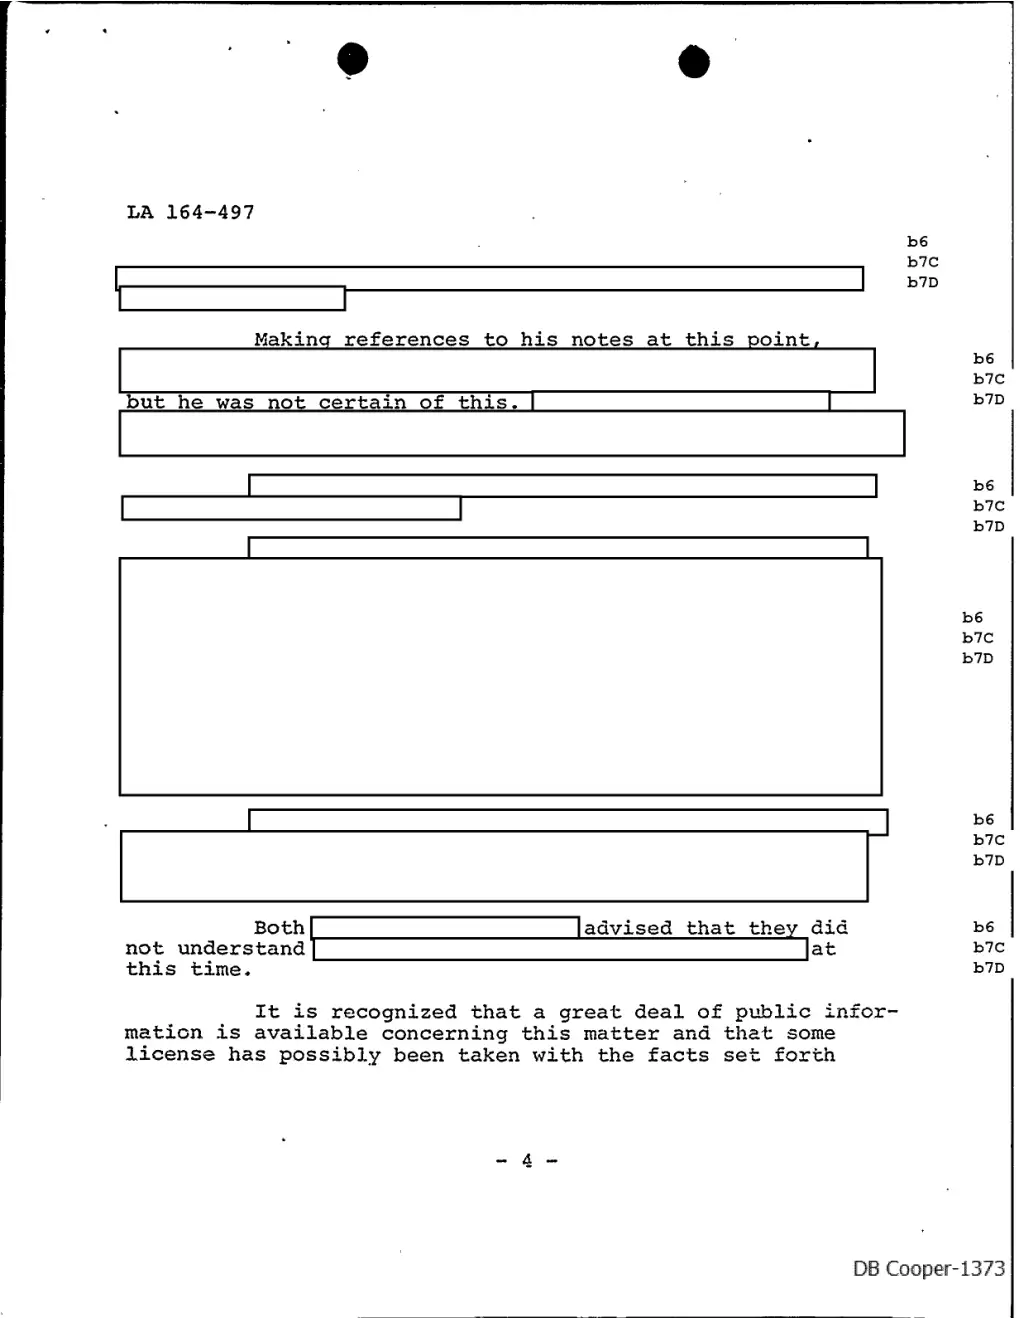 LA 164-497
b6
b7C
b7D
Making references to his notes at this point,
b6
b7C
b7D
but he was not certain of this.
b6
b7C
b7D
b6
b7C
b7D
b6
b7C
b7D
Both advised that they did
not understand at
this time.
b6
b7C
b7D
It is recognized that a great deal of public infor-
mation is available concerning this matter and that some
license has possibly been taken with the facts set forth
- 4 -
DB Cooper-1373